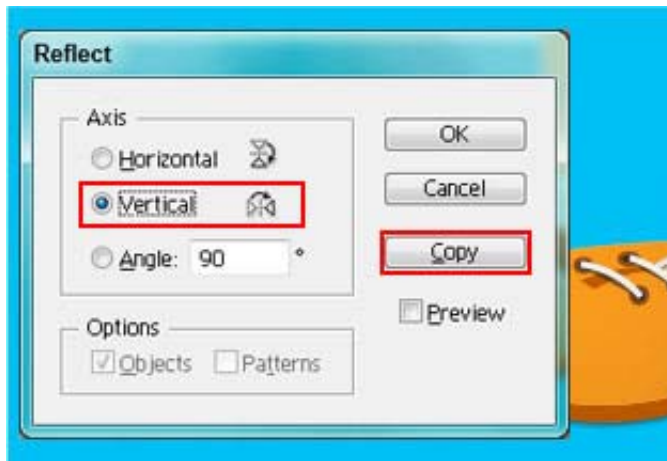 Reflect
Axis
Horizontal
Vertical
Angle: 90 °
Options
Objects Patterns
OK
Cancel
Copy
Preview